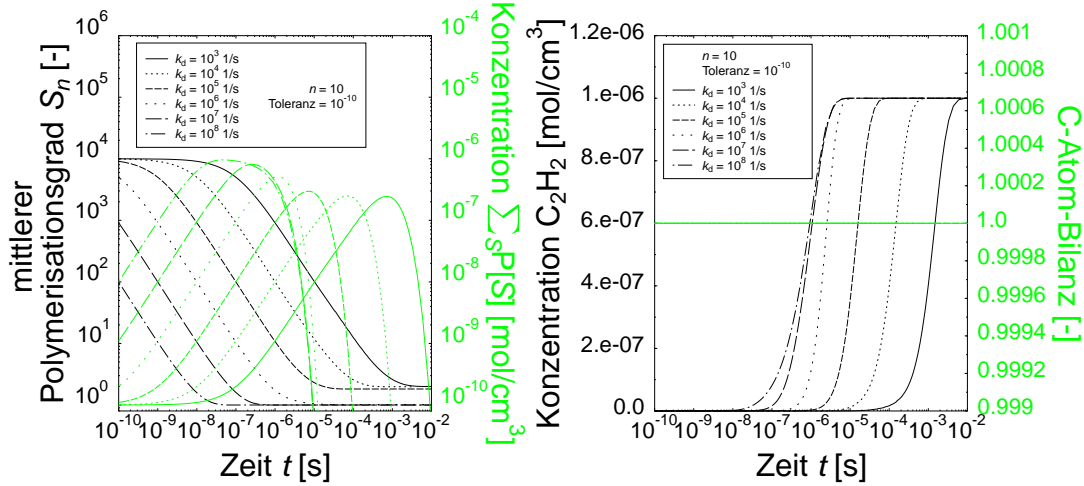 mittlerer
Polymerisationsgrad S_n [-]
10^6
10^5
10^4
10^3
10^2
10^1
10^0
k_d = 10^3 1/s
k_d = 10^4 1/s
k_d = 10^5 1/s
k_d = 10^6 1/s
k_d = 10^7 1/s
k_d = 10^8 1/s
n = 10
Toleranz = 10^-10
10^-4
10^-5
10^-6
10^-7
10^-8
10^-9
10^-10
Konzentration ∑_S P[S] [mol/cm^3]
10^-10 10^-9 10^-8 10^-7 10^-6 10^-5 10^-4 10^-3 10^-2
Zeit t [s]
Konzentration C_2H_2 [mol/cm^3]
1.2e-06
1.0e-06
8.0e-07
6.0e-07
4.0e-07
2.0e-07
0.0
n = 10
Toleranz = 10^-10
k_d = 10^3 1/s
k_d = 10^4 1/s
k_d = 10^5 1/s
k_d = 10^6 1/s
k_d = 10^7 1/s
k_d = 10^8 1/s
1.001
1.0008
1.0006
1.0004
1.0002
1.0
0.9998
0.9996
0.9994
0.9992
0.999
C-Atom-Bilanz [-]
10^-10 10^-9 10^-8 10^-7 10^-6 10^-5 10^-4 10^-3 10^-2
Zeit t [s]